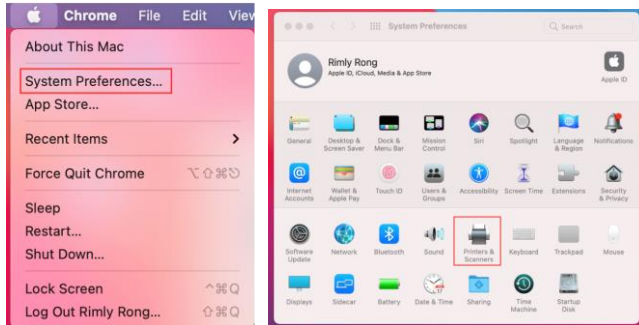 Chrome File Edit View
About This Mac
System Preferences...
App Store...
Recent Items >
Force Quit Chrome ⌥⇧⌘⎋
Sleep
Restart...
Shut Down...
Lock Screen ^⌘Q
Log Out Rimly Rong... ⇧⌘Q
System Preferences
Search
Rimly Rong
Apple ID, iCloud, Media & App Store
Apple ID
General
Desktop & Screen Saver
Dock & Menu Bar
Mission Control
Siri
Spotlight
Language & Region
Notifications
Internet Accounts
Wallet & Apple Pay
Touch ID
Users & Groups
Accessibility
Screen Time
Extensions
Security & Privacy
Software Update
Network
Bluetooth
Sound
Printers & Scanners
Keyboard
Trackpad
Mouse
Displays
Sidecar
Battery
Date & Time
Sharing
Time Machine
Startup Disk